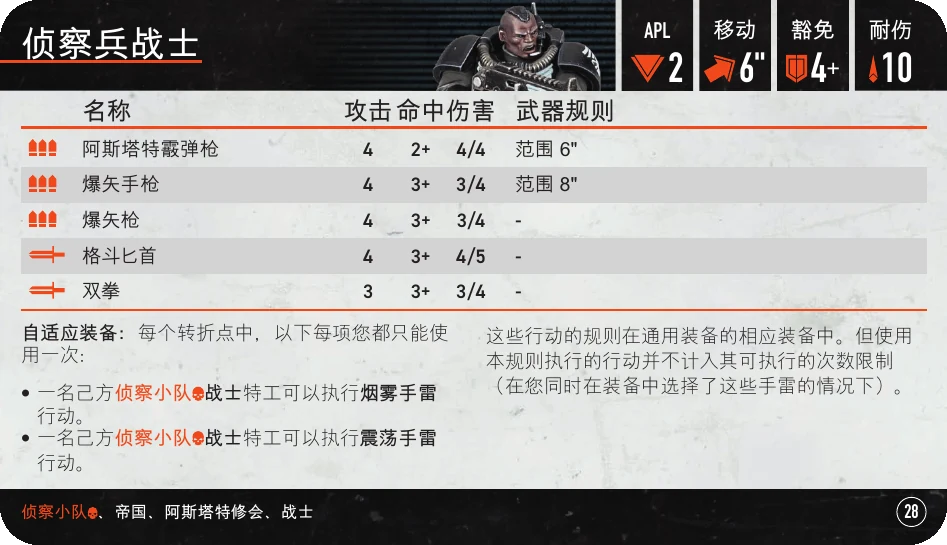 侦察兵战士
APL 移动 豁免 耐伤
2 6" 4+ 10
名称 攻击 命中 伤害 武器规则
阿斯塔特霰弹枪 4 2+ 4/4 范围 6"
爆矢手枪 4 3+ 3/4 范围 8"
爆矢枪 4 3+ 3/4 -
格斗匕首 4 3+ 4/5 -
双拳 3 3+ 3/4 -
自适应装备：每个转折点中，以下每项您都只能使
用一次:
• 一名己方侦察小队战士特工可以执行烟雾手雷
行动。
• 一名己方侦察小队战士特工可以执行震荡手雷
行动。
这些行动的规则在通用装备的相应装备中。但使用
本规则执行的行动并不计入其可执行的次数限制
（在您同时在装备中选择了这些手雷的情况下）。
侦察小队、帝国、阿斯塔特修会、战士
28